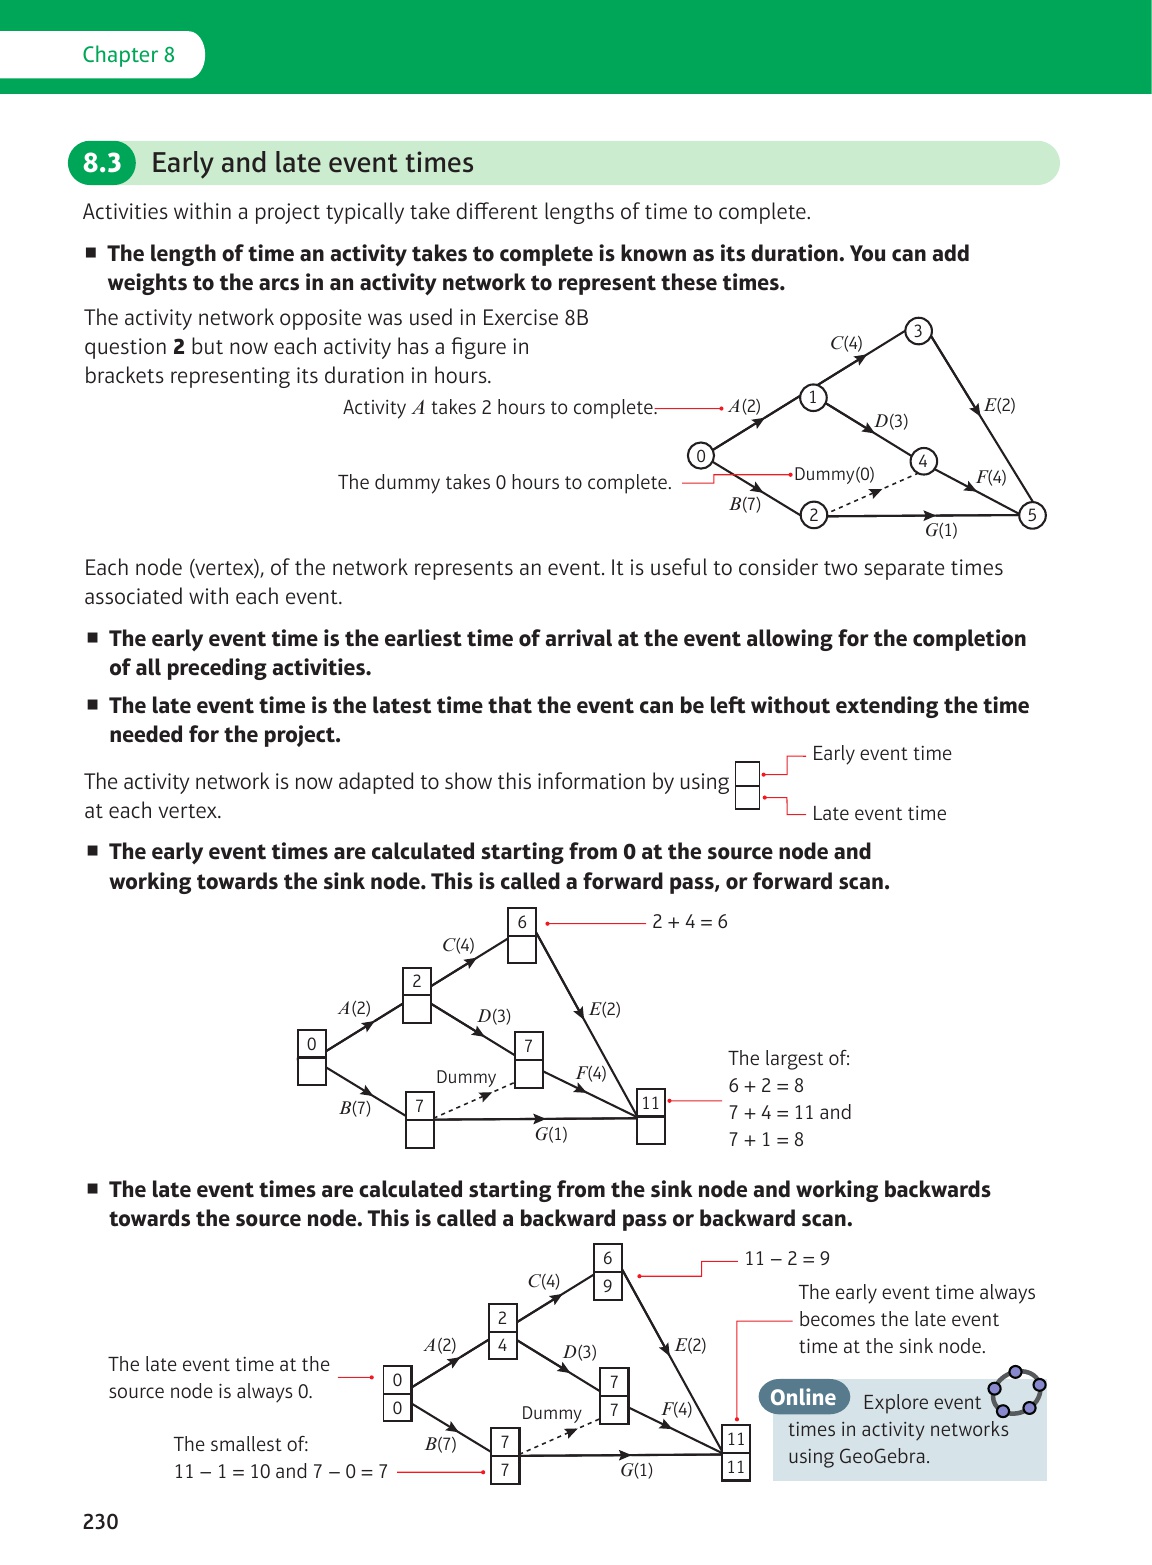 Chapter 8
8.3 Early and late event times
Activities within a project typically take different lengths of time to complete.
■ The length of time an activity takes to complete is known as its duration. You can add
weights to the arcs in an activity network to represent these times.
The activity network opposite was used in Exercise 8B
question 2 but now each activity has a figure in
brackets representing its duration in hours.
3
C(4)
Activity A takes 2 hours to complete.
A(2)
1
E(2)
D(3)
0
4
The dummy takes 0 hours to complete.
Dummy(0)
F(4)
B(7)
2
5
G(1)
Each node (vertex), of the network represents an event. It is useful to consider two separate times
associated with each event.
■ The early event time is the earliest time of arrival at the event allowing for the completion
of all preceding activities.
■ The late event time is the latest time that the event can be left without extending the time
needed for the project.
Early event time
The activity network is now adapted to show this information by using
at each vertex.
Late event time
■ The early event times are calculated starting from 0 at the source node and
working towards the sink node. This is called a forward pass, or forward scan.
6
2 + 4 = 6
C(4)
2
A(2)
D(3)
E(2)
0
7
Dummy
F(4)
B(7)
7
11
G(1)
The largest of:
6 + 2 = 8
7 + 4 = 11 and
7 + 1 = 8
■ The late event times are calculated starting from the sink node and working backwards
towards the source node. This is called a backward pass or backward scan.
6
9
11 − 2 = 9
C(4)
The early event time always
becomes the late event
time at the sink node.
2
4
A(2)
D(3)
E(2)
The late event time at the
source node is always 0.
0
0
7
7
Dummy
F(4)
B(7)
The smallest of:
11 − 1 = 10 and 7 − 0 = 7
7
7
G(1)
11
11
Online Explore event
times in activity networks
using GeoGebra.
230